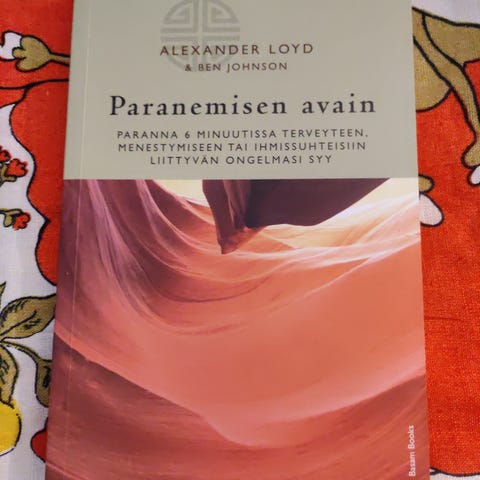 ALEXANDER LOYD
& BEN JOHNSON
Paranemisen avain
PARANNA 6 MINUUTISSA TERVEYTEEN,
MENESTYMISEEN TAI IHMISSUHTEISIIN
LIITTYVÄN ONGELMASI SYY
Basam Books